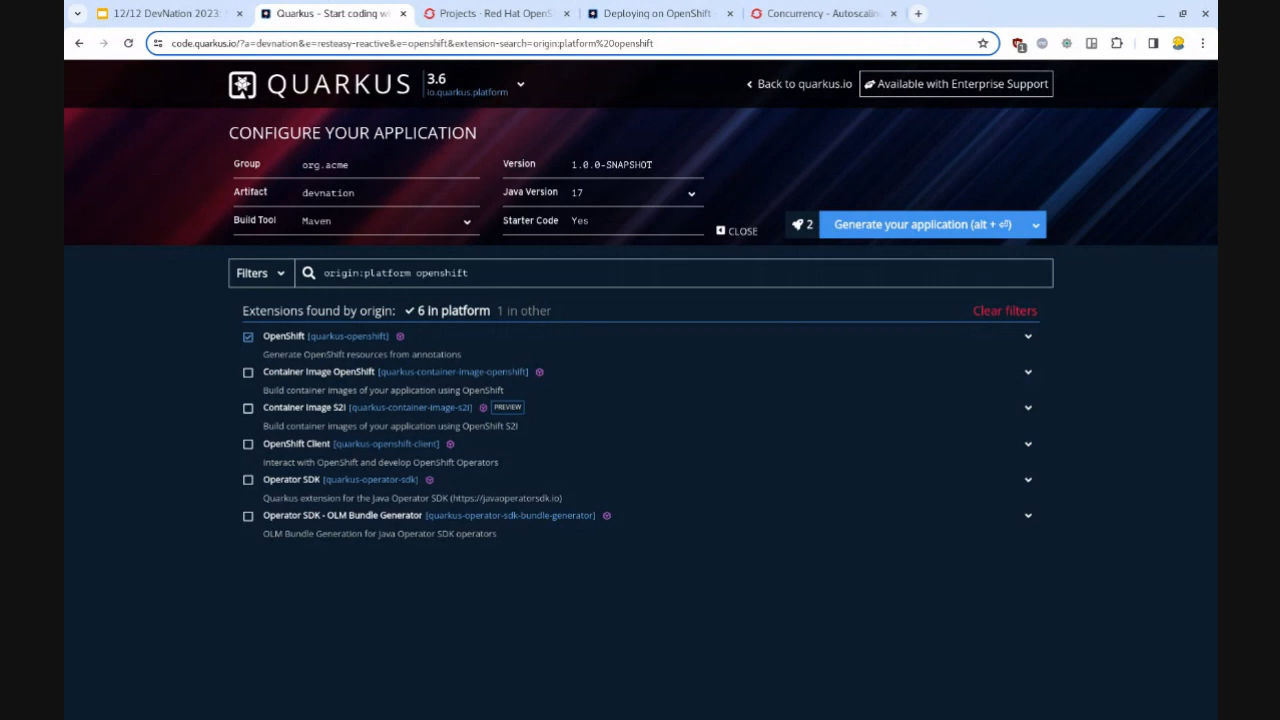 12/12 DevNation 2023:
Quarkus - Start coding w
Projects · Red Hat OpenS
Deploying on OpenShift
Concurrency - Autoscalin
code.quarkus.io/?a=devnation&e=resteasy-reactive&e=openshift&extension-search=origin:platform%20openshift
1
QUARKUS
3.6
io.quarkus.platform
Back to quarkus.io
Available with Enterprise Support
CONFIGURE YOUR APPLICATION
Group org.acme
Version 1.0.0-SNAPSHOT
Artifact devnation
Java Version 17
Build Tool Maven
Starter Code Yes
CLOSE
2
Generate your application (alt + ⏎)
Filters
origin:platform openshift
Extensions found by origin: ✔ 6 in platform 1 in other
Clear filters
OpenShift [quarkus-openshift]
Generate OpenShift resources from annotations
Container Image OpenShift [quarkus-container-image-openshift]
Build container images of your application using OpenShift
Container Image S2I [quarkus-container-image-s2i] PREVIEW
Build container images of your application using OpenShift S2I
OpenShift Client [quarkus-openshift-client]
Interact with OpenShift and develop OpenShift Operators
Operator SDK [quarkus-operator-sdk]
Quarkus extension for the Java Operator SDK (https://javaoperatorsdk.io)
Operator SDK - OLM Bundle Generator [quarkus-operator-sdk-bundle-generator]
OLM Bundle Generation for Java Operator SDK operators